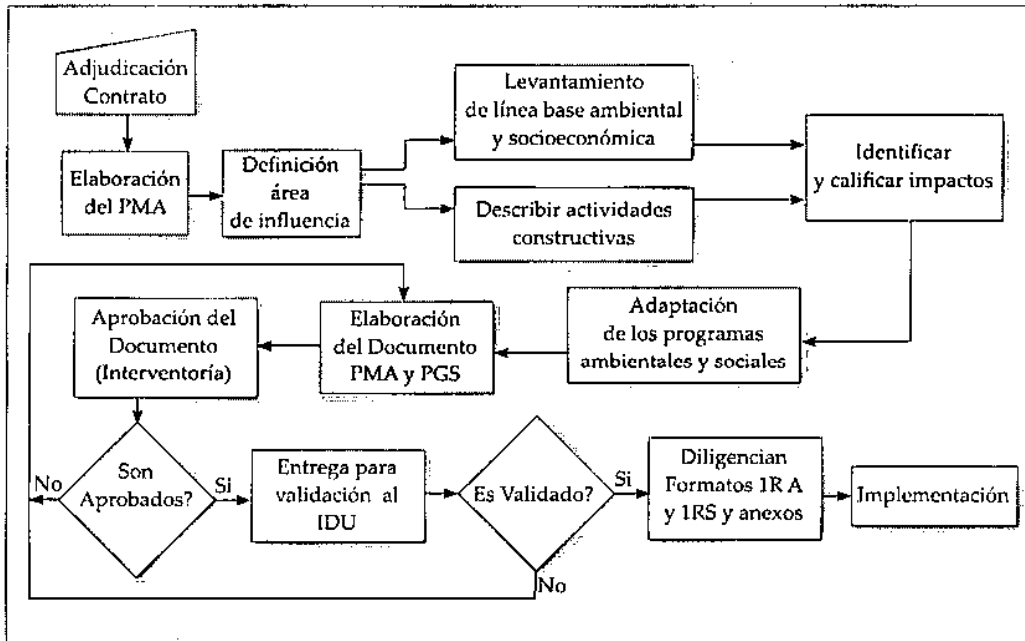 Adjudicación
Contrato
Elaboración
del PMA
Definición
área
de influencia
Levantamiento
de línea base ambiental
y socioeconómica
Describir actividades
constructivas
Identificar
y calificar impactos
Adaptación
de los programas
ambientales y sociales
Elaboración
del Documento
PMA y PGS
Aprobación del
Documento
(Interventoría)
Son
Aprobados?
No
Si
Entrega para
validación al
IDU
Es Validado?
Si
No
Diligencian
Formatos 1R A
y 1RS y anexos
Implementación